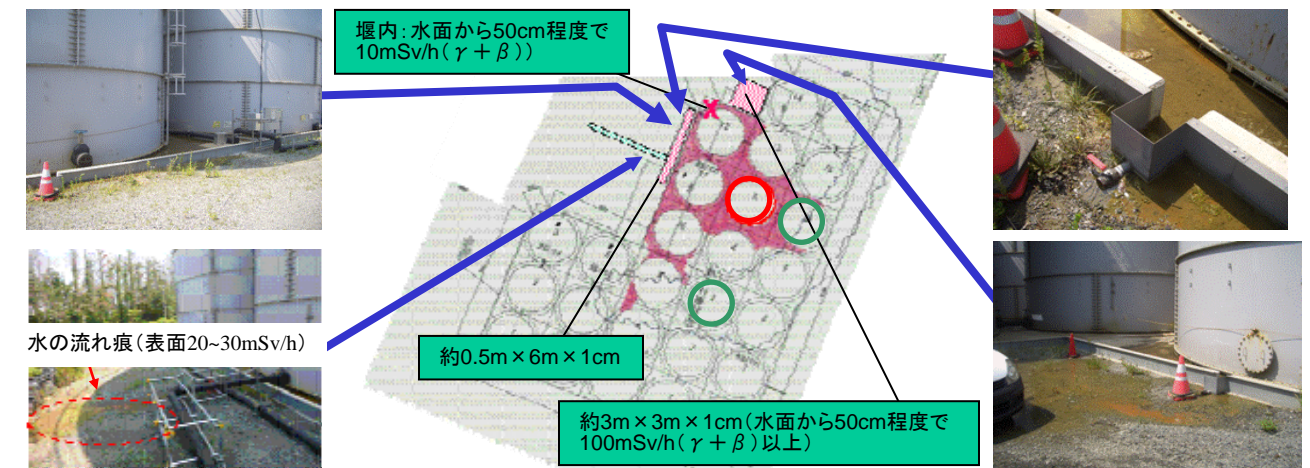 堰内:水面から50cm程度で
10mSv/h(γ+β))
水の流れ痕(表面20~30mSv/h)
約0.5m×6m×1cm
約3m×3m×1cm(水面から50cm程度で
100mSv/h(γ+β)以上)